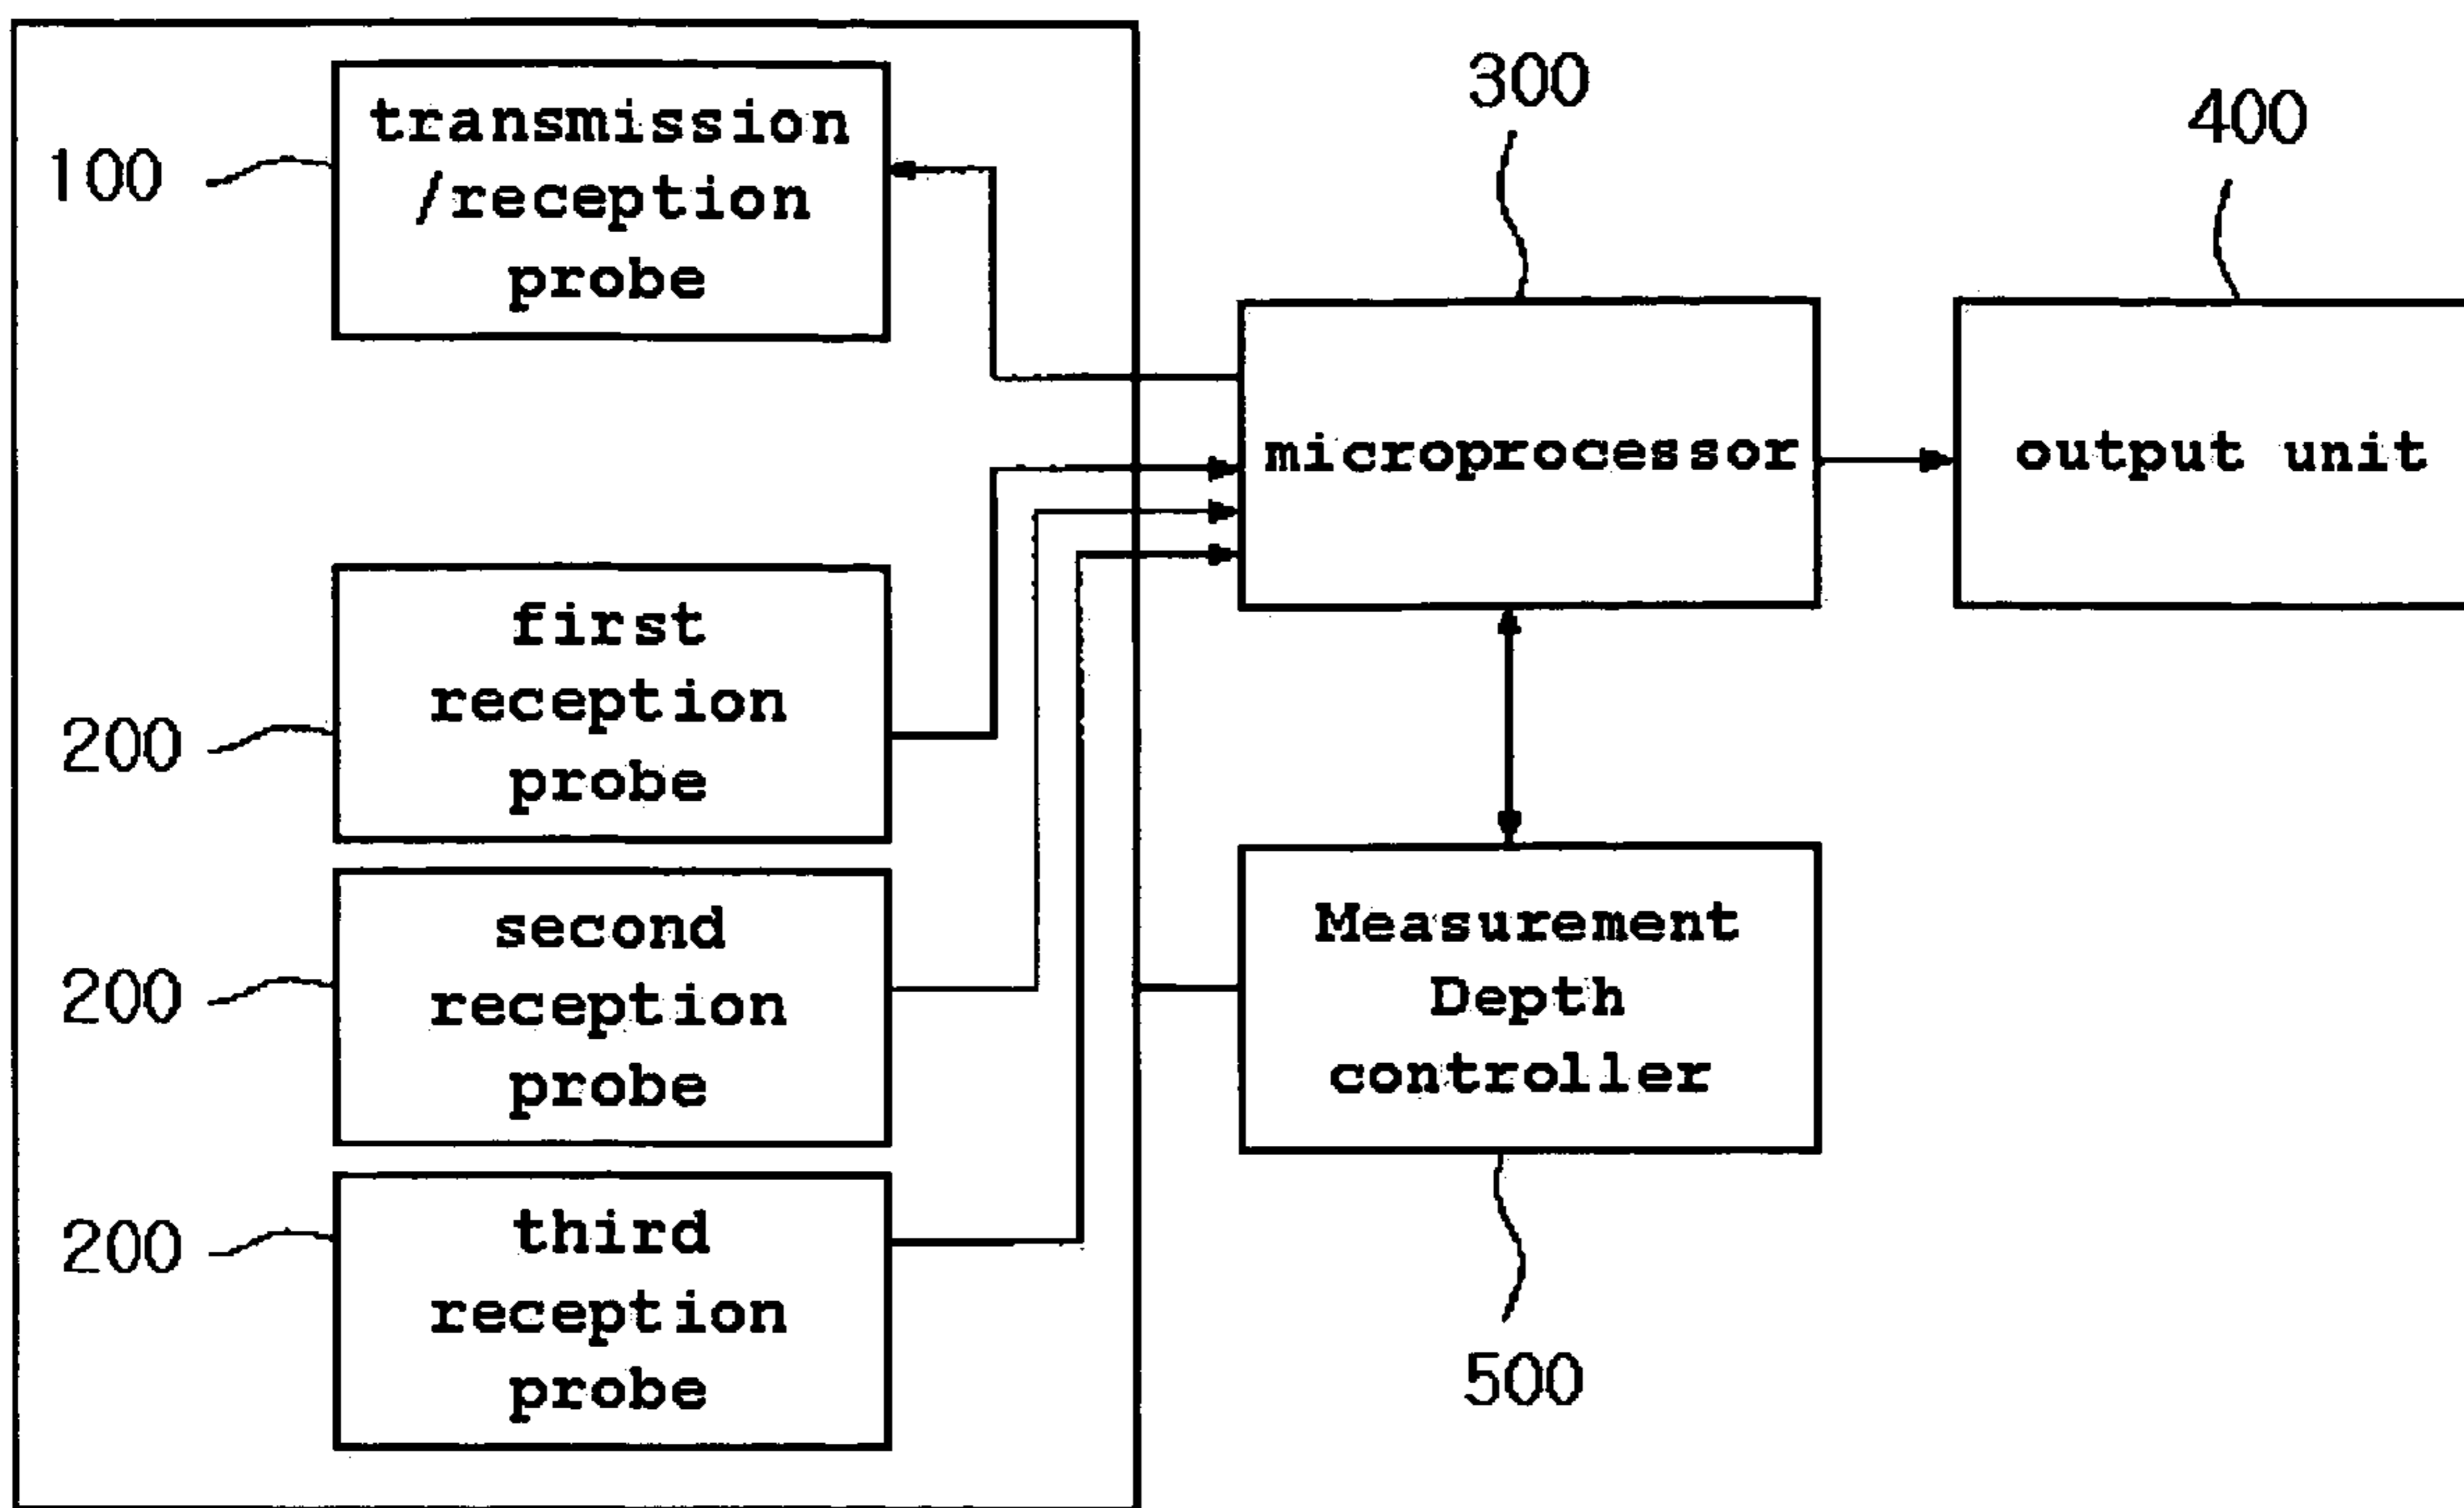 100
transmission
/reception
probe
200
first
reception
probe
200
second
reception
probe
200
third
reception
probe
300
microprocessor
400
output unit
Measurement
Depth
controller
500